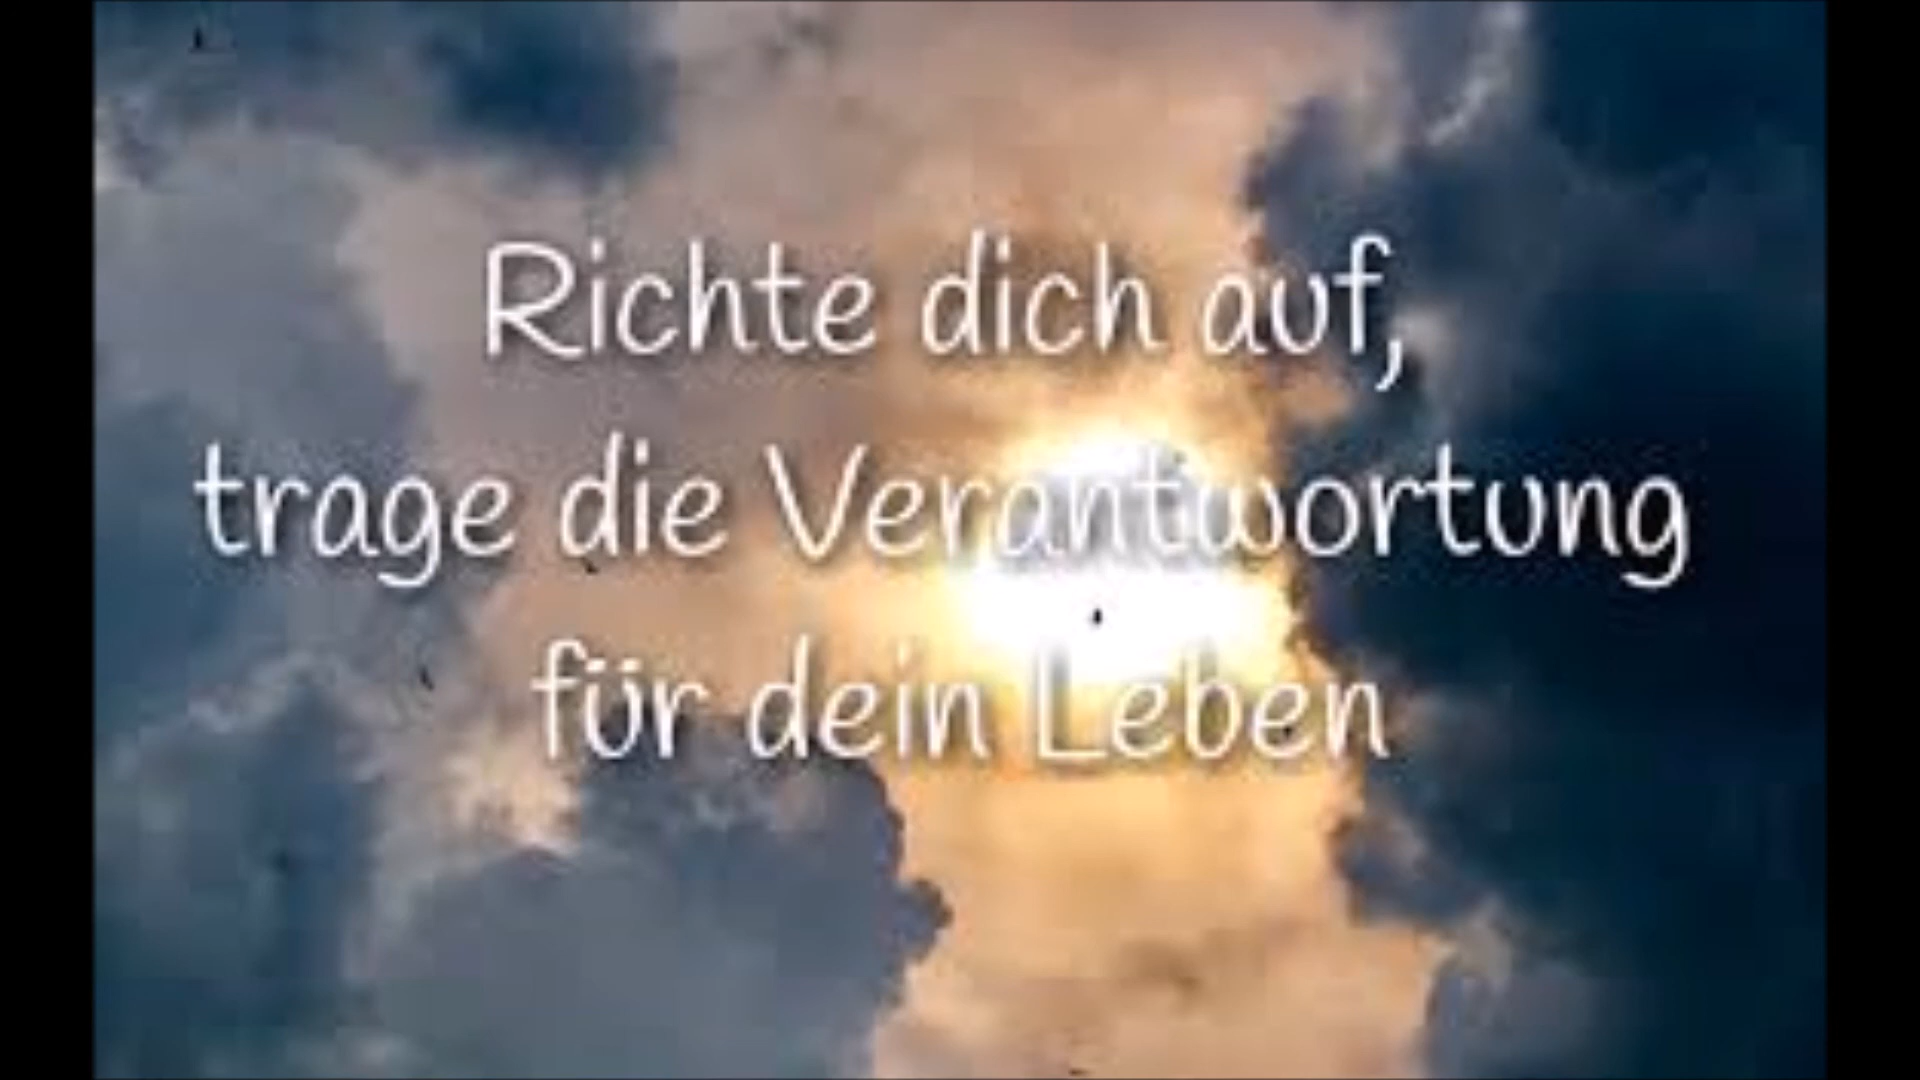 Richte dich auf,
trage die Verantwortung
für dein Leben